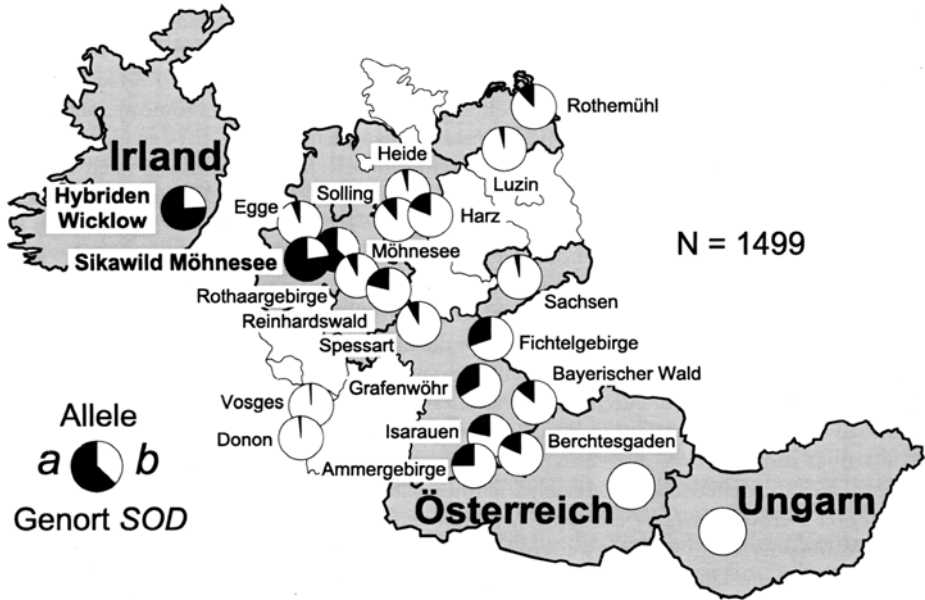 Rothemühl
Irland
Heide
Luzin
Hybriden
Wicklow
Solling
Egge
Harz
Möhnesee
N = 1499
Sikawild Möhnesee
Rothaargebirge
Sachsen
Reinhardswald
Spessart
Fichtelgebirge
Grafenwöhr
Bayerischer Wald
Vosges
Allele
Donon
Isarauen
Berchtesgaden
a b
Ammergebirge
Österreich
Ungarn
Genort SOD